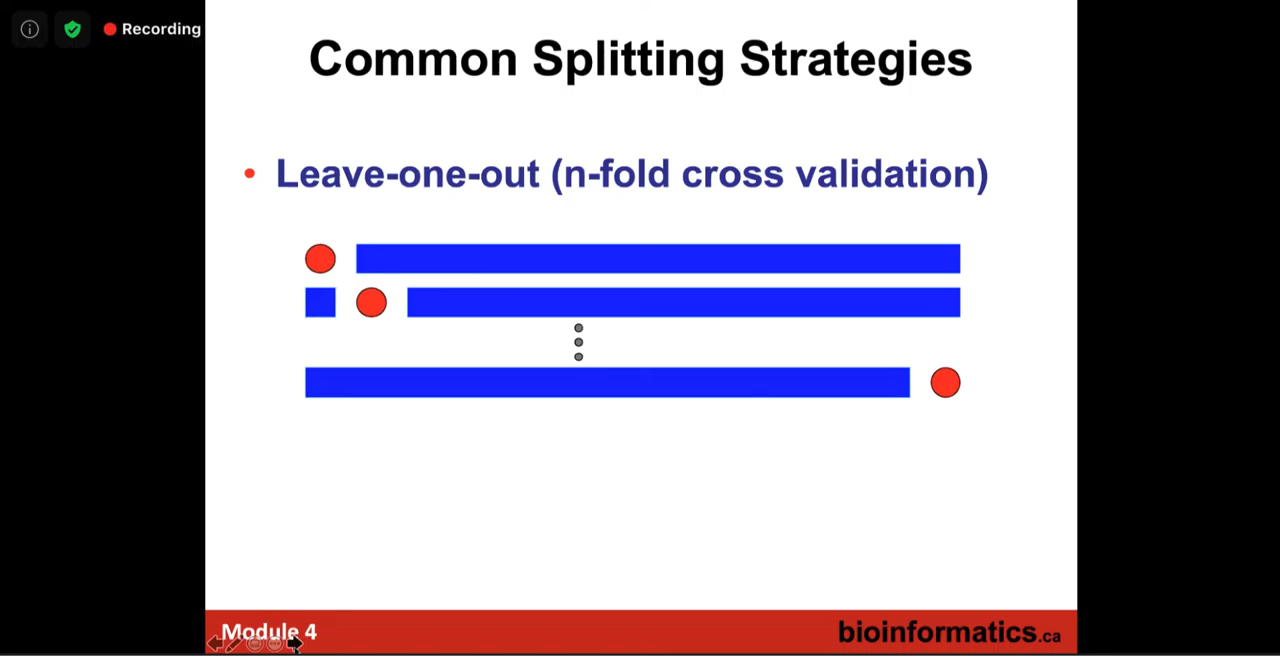 Recording
Common Splitting Strategies
• Leave-one-out (n-fold cross validation)
Module 4
bioinformatics.ca